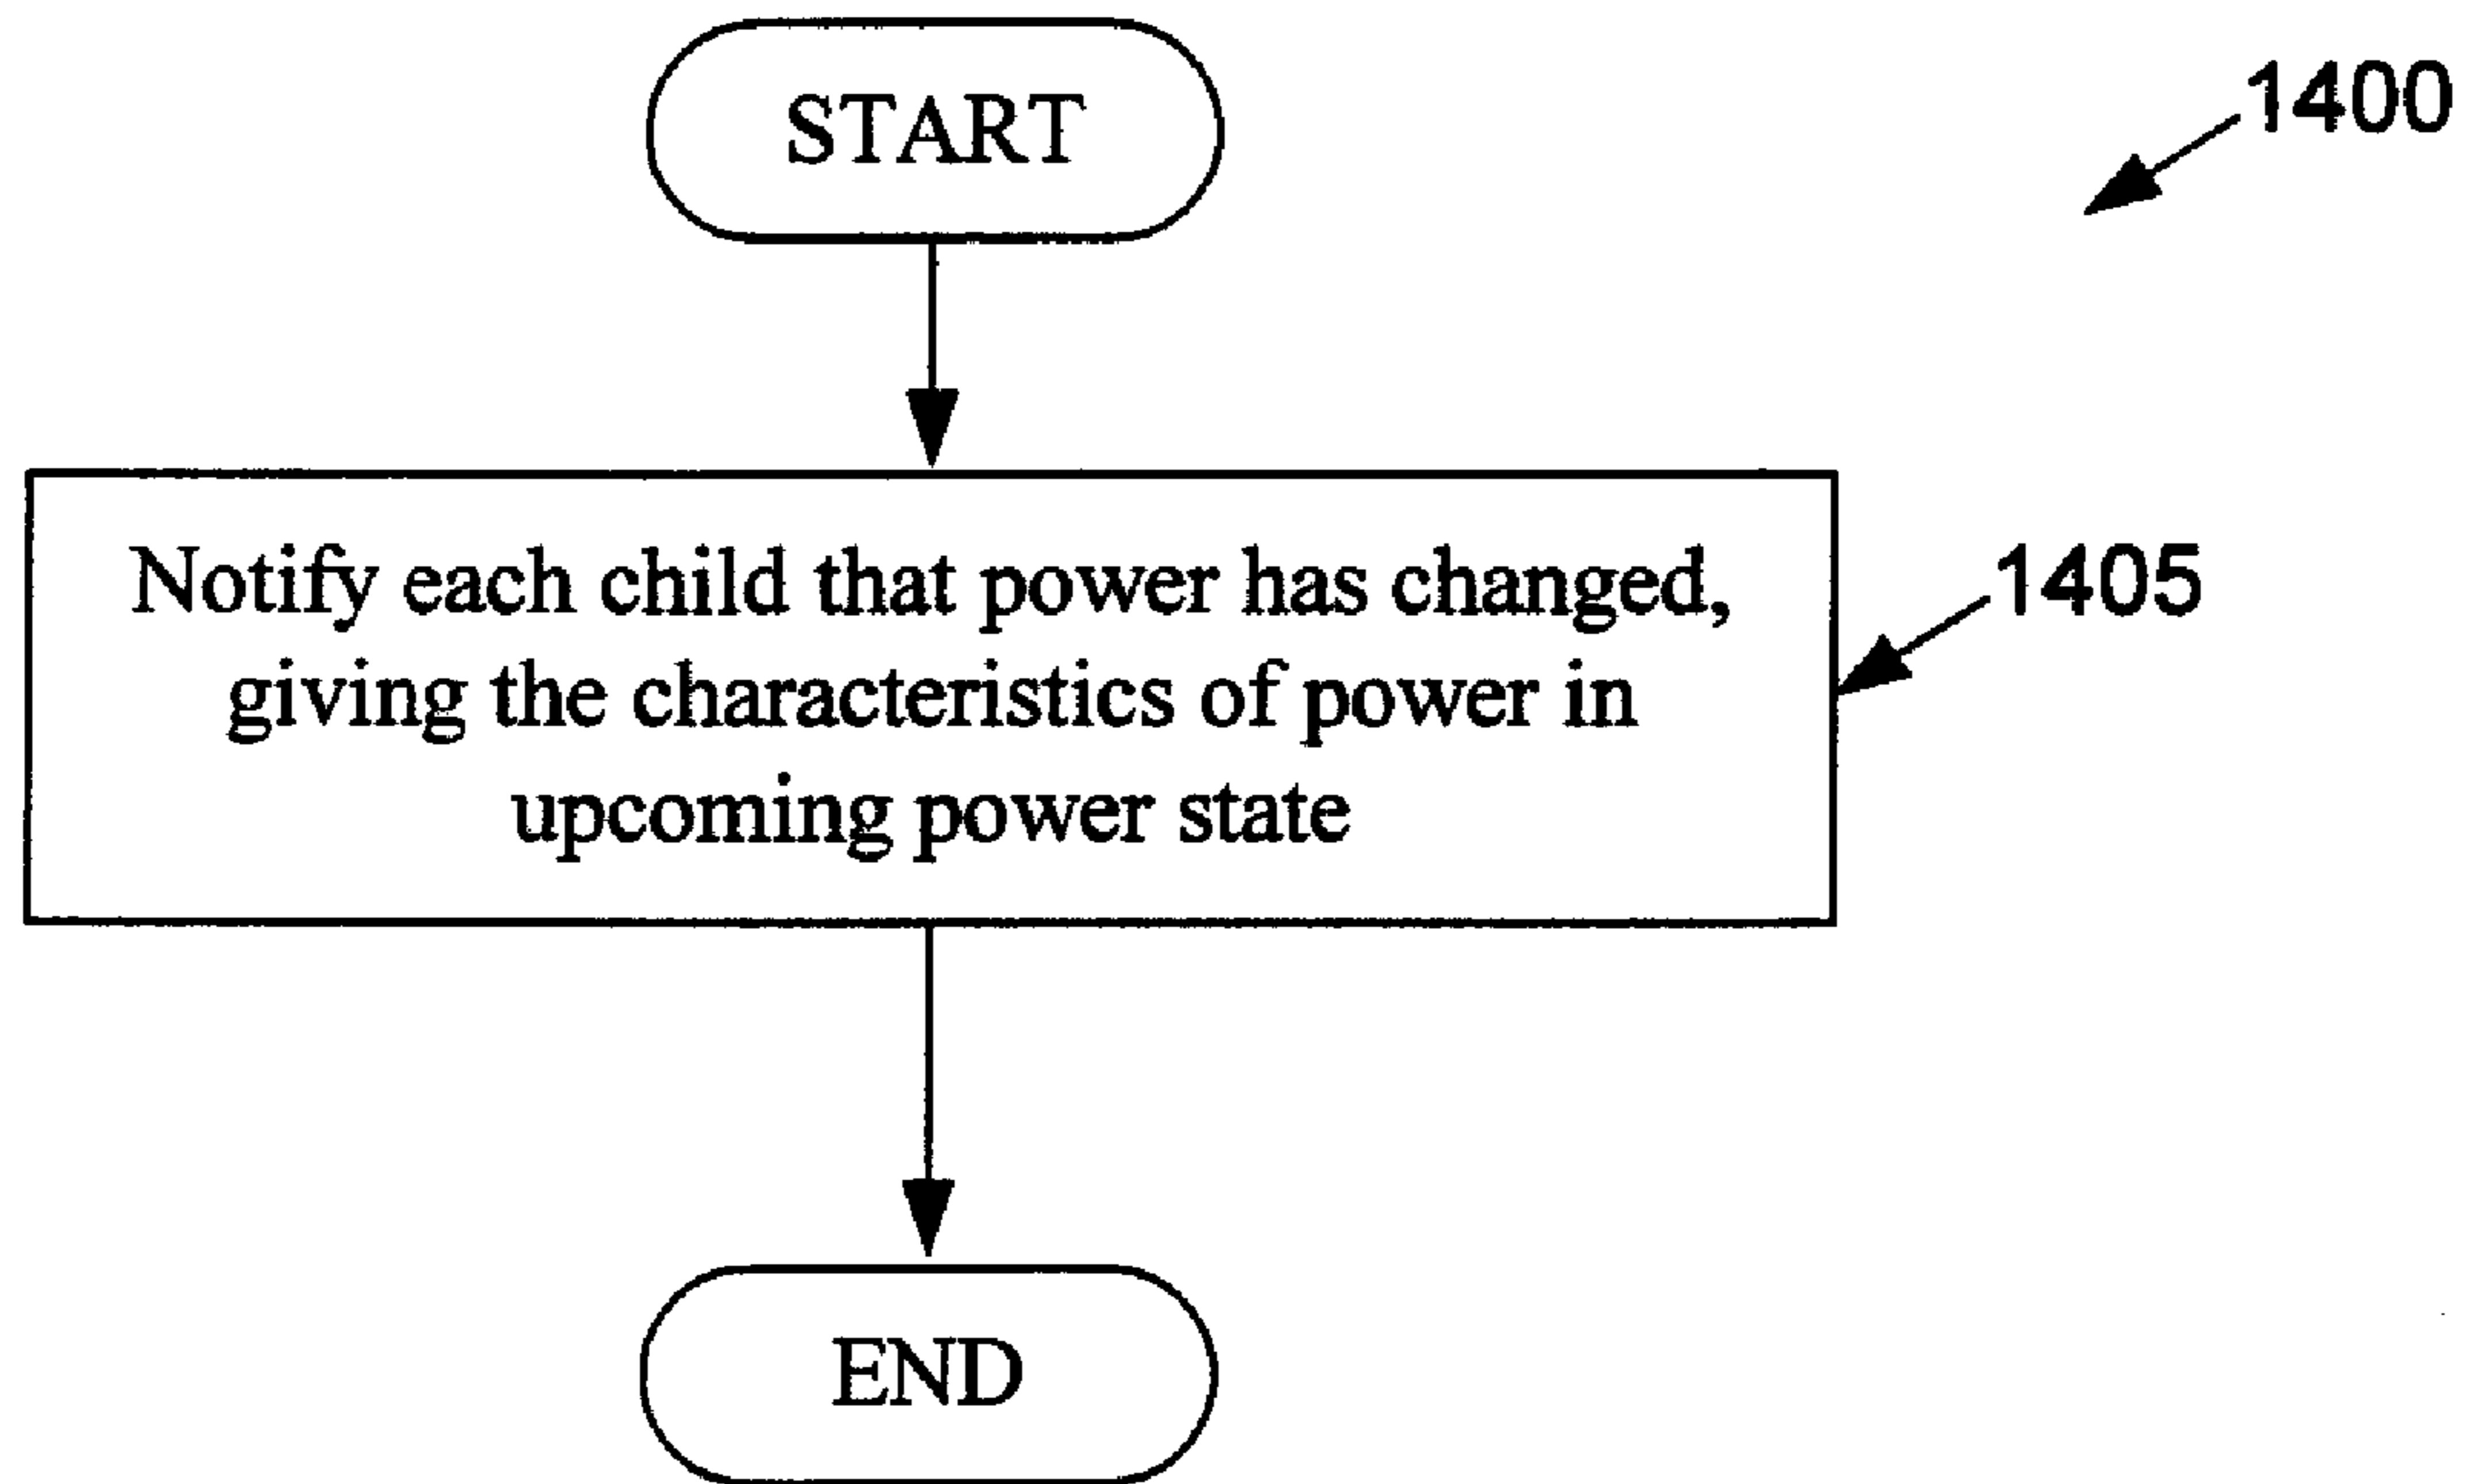 START
1400
Notify each child that power has changed,
giving the characteristics of power in
upcoming power state
1405
END